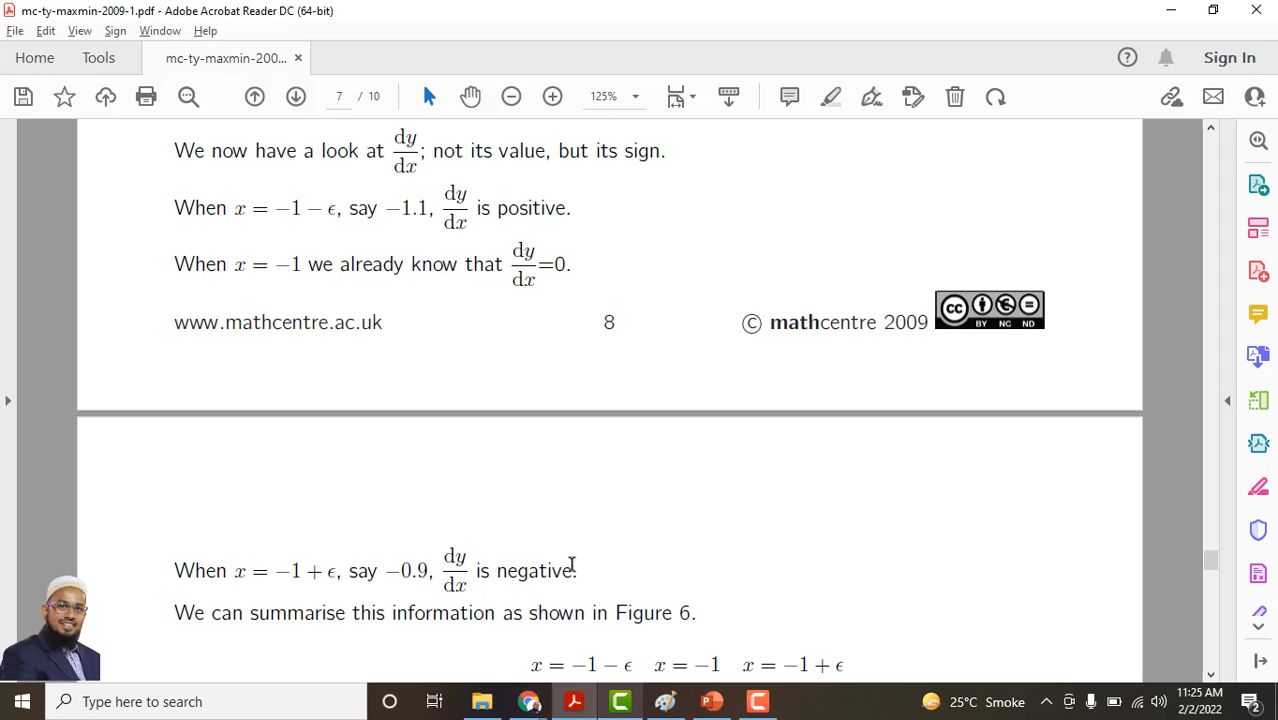 mc-ty-maxmin-2009-1.pdf - Adobe Acrobat Reader DC (64-bit)
File Edit View Sign Window Help
Home Tools mc-ty-maxmin-200... × Sign In
7 / 10 125%
We now have a look at dy/dx; not its value, but its sign.
When x = −1 − ϵ, say −1.1, dy/dx is positive.
When x = −1 we already know that dy/dx=0.
www.mathcentre.ac.uk 8 © mathcentre 2009 CC BY NC ND
When x = −1 + ϵ, say −0.9, dy/dx is negative.
We can summarise this information as shown in Figure 6.
x = −1 − ϵ x = −1 x = −1 + ϵ
Type here to search 25°C Smoke 11:25 AM
2/2/2022 2